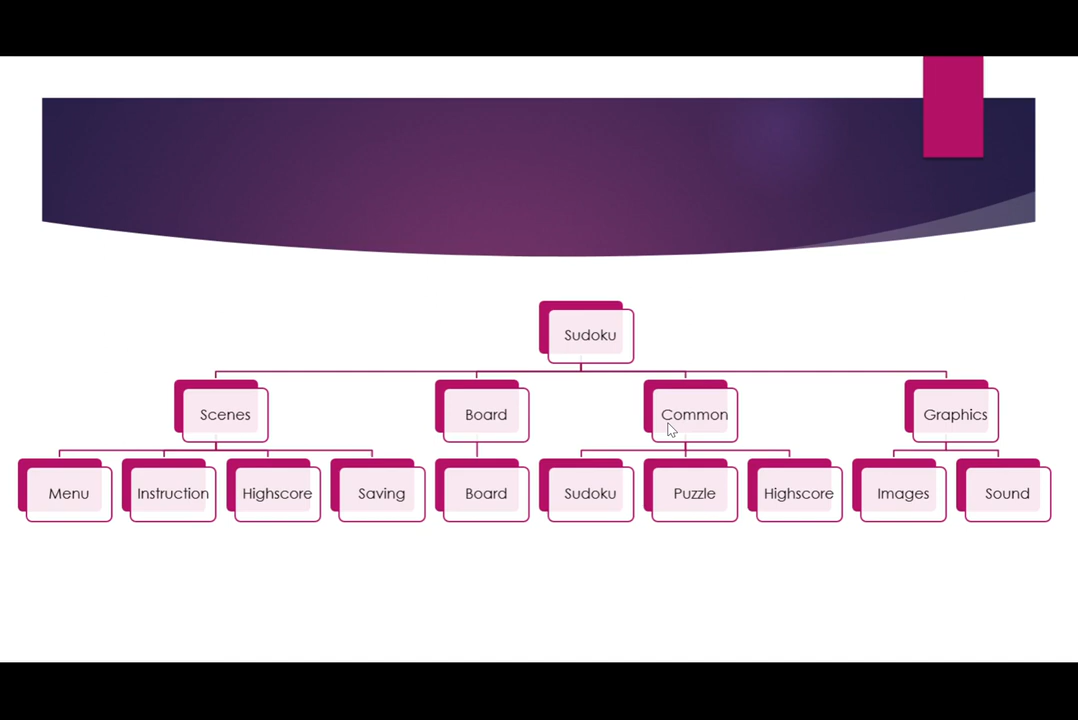 Sudoku
Scenes
Board
Common
Graphics
Menu
Instruction
Highscore
Saving
Board
Sudoku
Puzzle
Highscore
Images
Sound